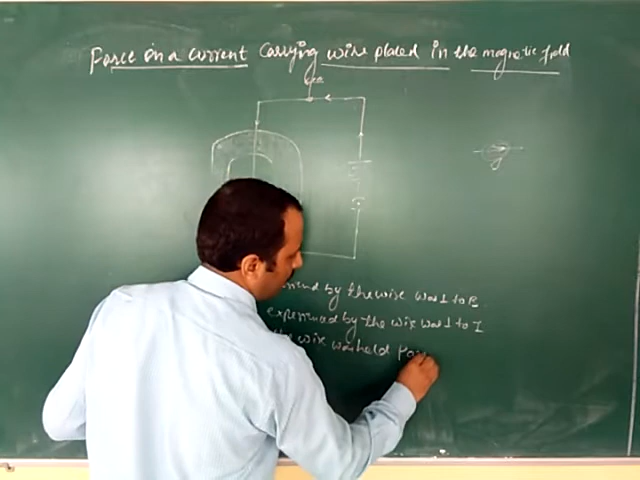 Force on a current Carrying wire placed in the magnetic field
by the wire was ⊥ to B.
experienced by the wire was ⊥ to I
wire was held